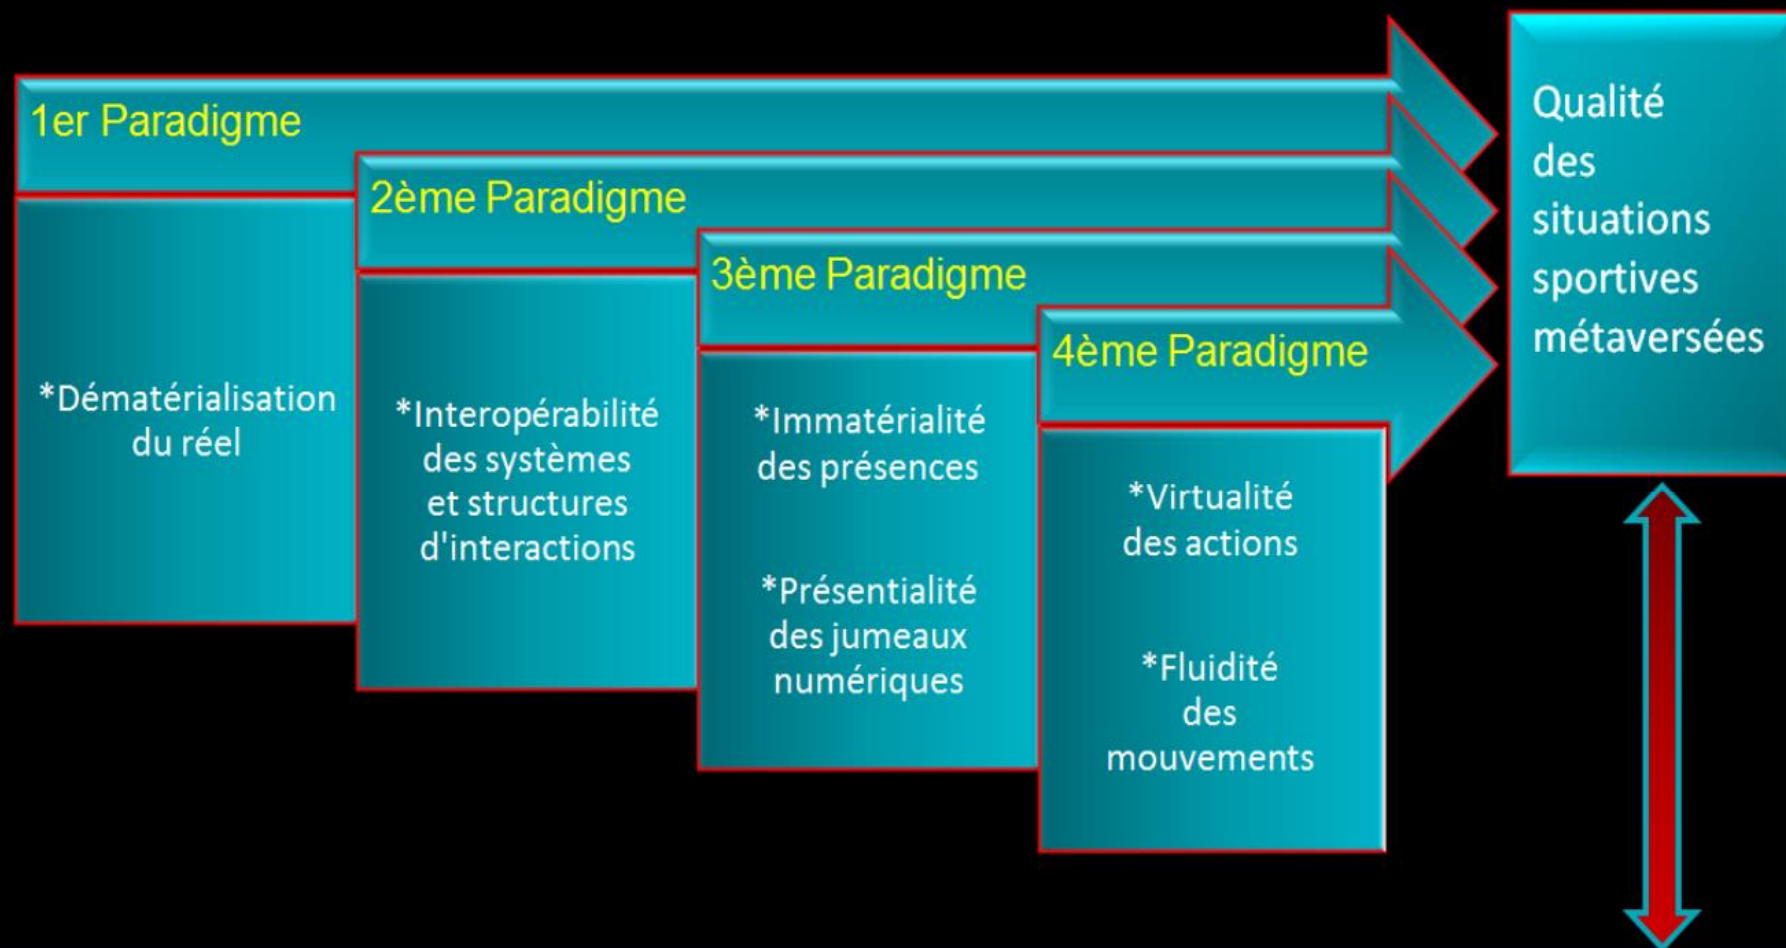 1er Paradigme
*Dématérialisation
du réel
2ème Paradigme
*Interopérabilité
des systèmes
et structures
d'interactions
3ème Paradigme
*Immatérialité
des présences
*Présentialité
des jumeaux
numériques
4ème Paradigme
*Virtualité
des actions
*Fluidité
des
mouvements
Qualité
des
situations
sportives
métaversées